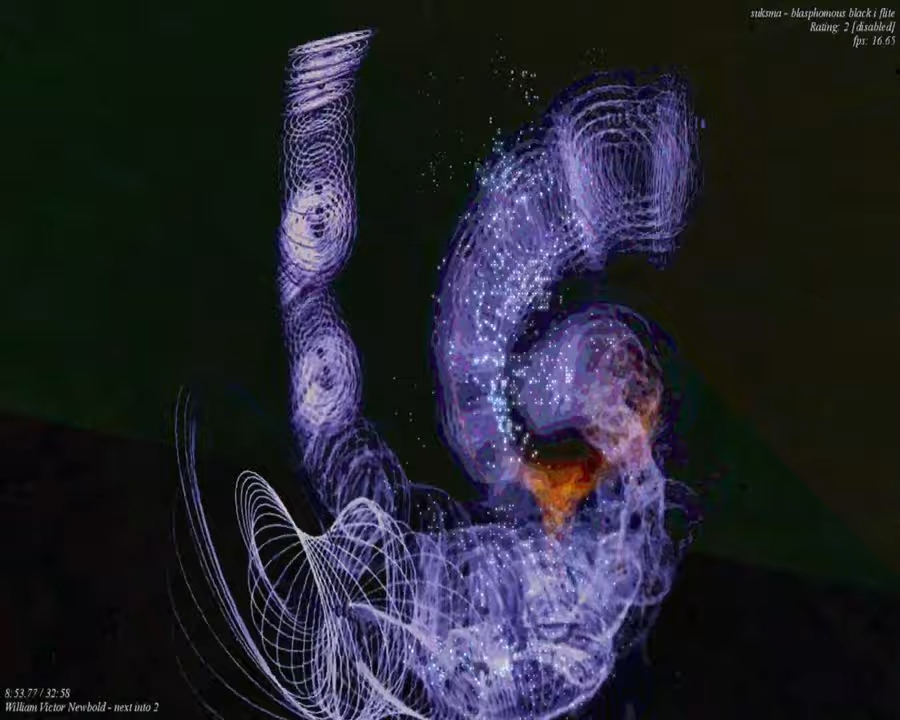 suksma - blasphomous black i flite
Rating: 2 [disabled]
fps: 16.65
8:53.77 / 32:58
William Victor Newbold - next into 2